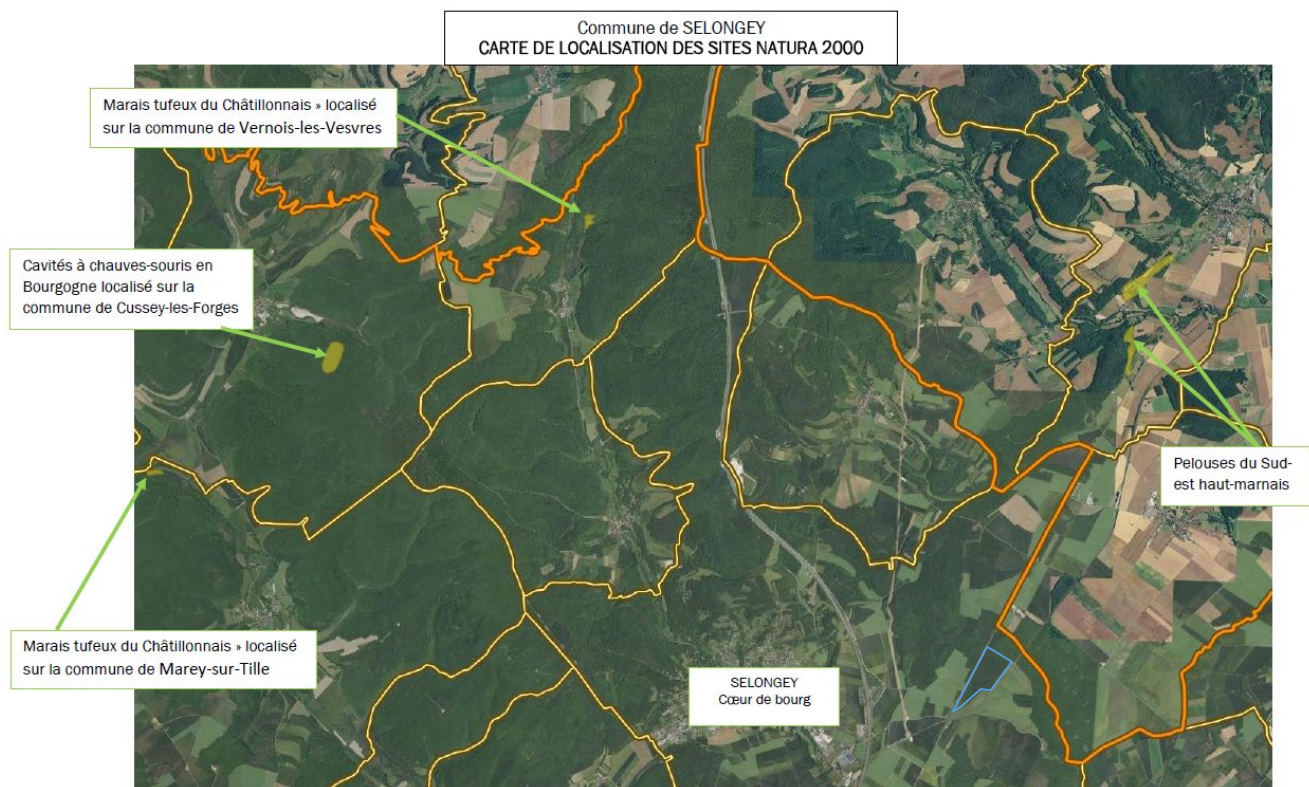 Commune de SELONGEY
CARTE DE LOCALISATION DES SITES NATURA 2000
Marais tufeux du Châtillonnais » localisé
sur la commune de Vernois-les-Vesvres
Cavités à chauves-souris en
Bourgogne localisé sur la
commune de Cussey-les-Forges
Pelouses du Sud-
est haut-marnais
Marais tufeux du Châtillonnais » localisé
sur la commune de Marey-sur-Tille
SELONGEY
Cœur de bourg